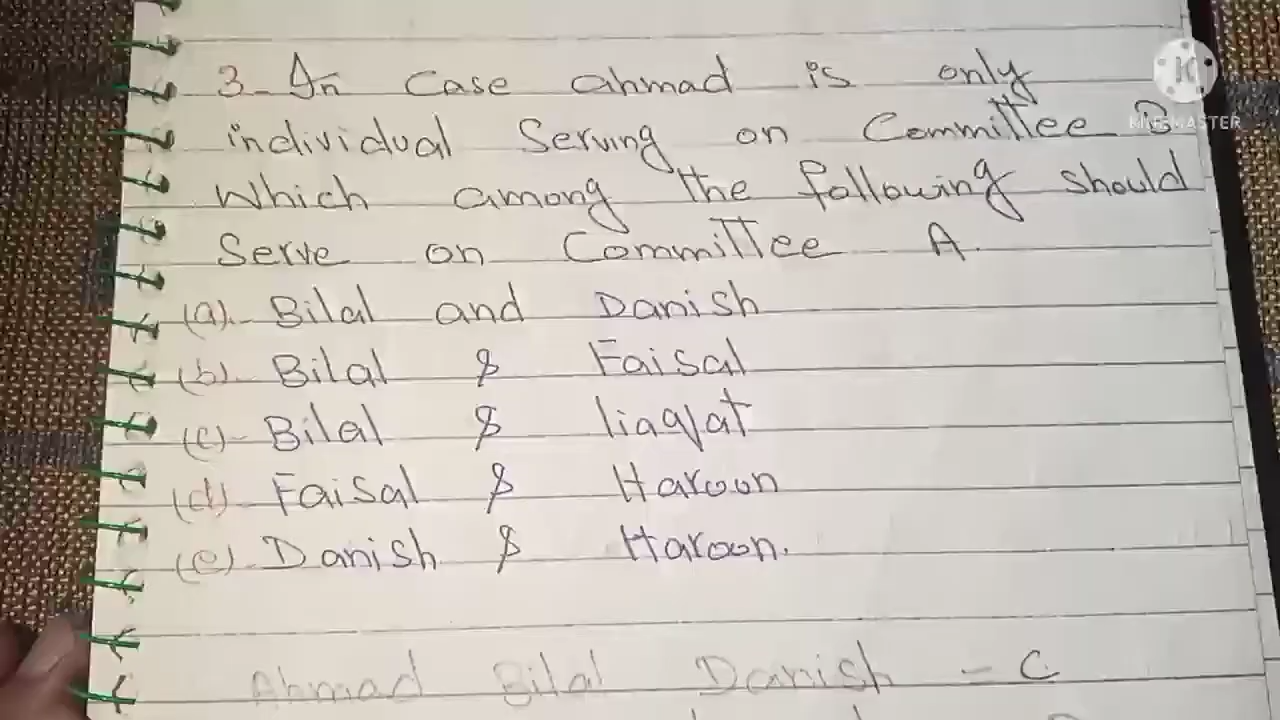 3- In Case ahmad is only
individual Serving on Committee B
Which among the following should
Serve on Committee A.
(a). Bilal and Danish
(b)- Bilal & Faisal
(c)- Bilal & liaqat
(d)- Faisal & Haroon
(e)- Danish & Haroon.
Ahmad Bilal Danish - C
KINEMASTER